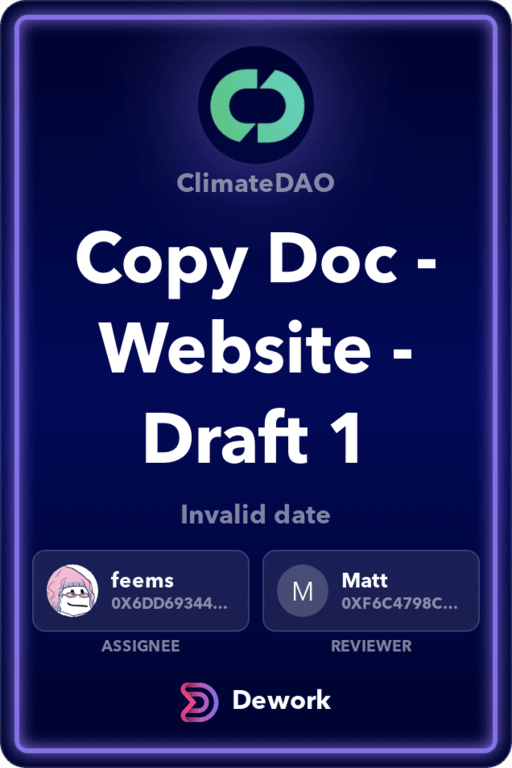 ClimateDAO
Copy Doc -
Website -
Draft 1
Invalid date
feems
0X6DD69344...
ASSIGNEE
M
Matt
0XF6C4798C...
REVIEWER
Dework